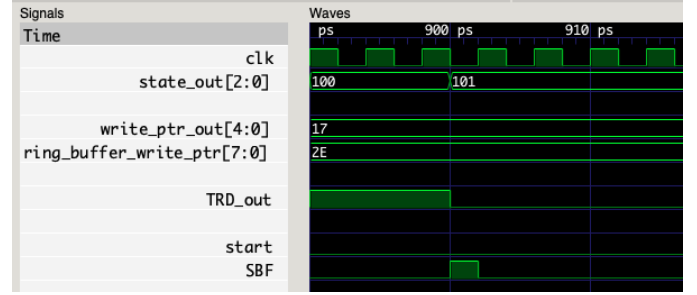 Signals Waves
Time ps 900 ps 910 ps
clk
state_out[2:0] 100 101
write_ptr_out[4:0] 17
ring_buffer_write_ptr[7:0] 2E
TRD_out
start
SBF